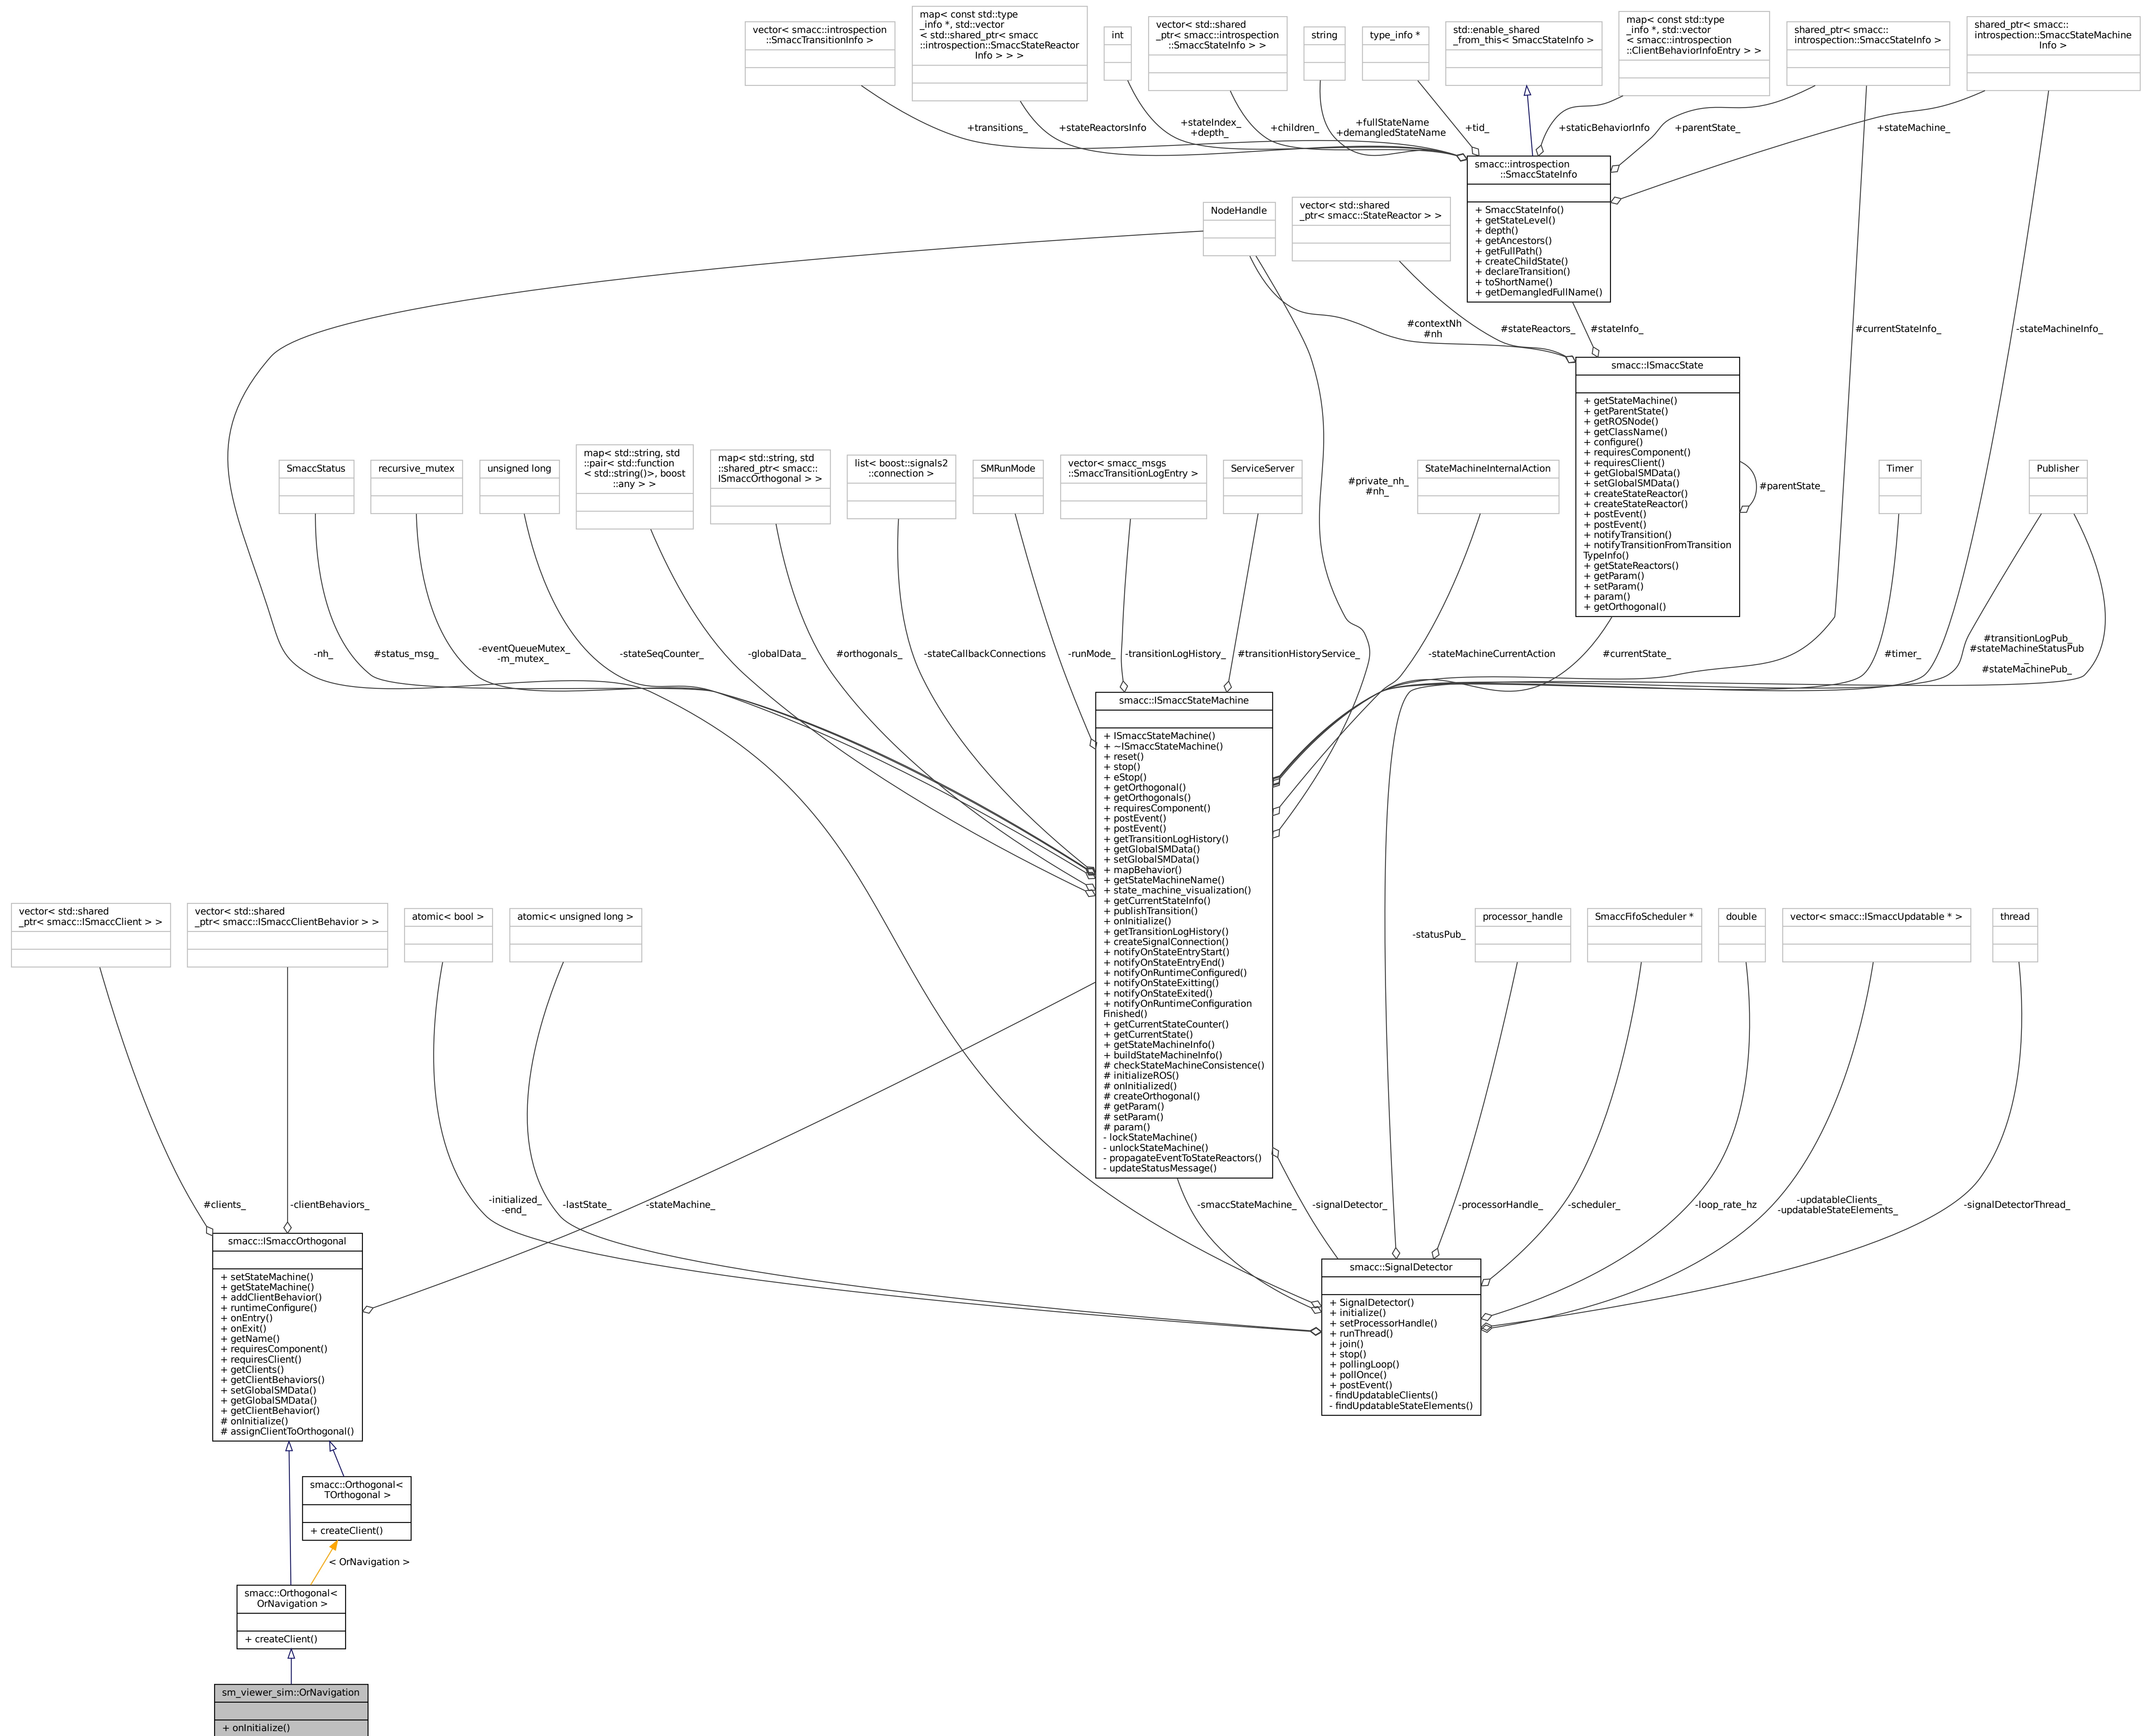 vector< smacc::introspection
::SmaccTransitionInfo >
map< const std::type
_info *, std::vector
< std::shared_ptr< smacc
::introspection::SmaccStateReactor
Info > > >
int
vector< std::shared
_ptr< smacc::introspection
::SmaccStateInfo > >
string
type_info *
std::enable_shared
_from_this< SmaccStateInfo >
map< const std::type
_info *, std::vector
< smacc::introspection
::ClientBehaviorInfoEntry > >
shared_ptr< smacc::
introspection::SmaccStateInfo >
shared_ptr< smacc::
introspection::SmaccStateMachine
Info >
+transitions_
+stateReactorsInfo
+stateIndex_
+depth_
+children_
+fullStateName
+demangledStateName
+tid_
+staticBehaviorInfo
+parentState_
+stateMachine_
smacc::introspection
::SmaccStateInfo
+ SmaccStateInfo()
+ getStateLevel()
+ depth()
+ getAncestors()
+ getFullPath()
+ createChildState()
+ declareTransition()
+ toShortName()
+ getDemangledFullName()
NodeHandle
vector< std::shared
_ptr< smacc::StateReactor > >
#contextNh
#nh
#stateReactors_
#stateInfo_
#currentStateInfo_
-stateMachineInfo_
smacc::ISmaccState
+ getStateMachine()
+ getParentState()
+ getROSNode()
+ getClassName()
+ configure()
+ requiresComponent()
+ requiresClient()
+ getGlobalSMData()
+ setGlobalSMData()
+ createStateReactor()
+ createStateReactor()
+ postEvent()
+ postEvent()
+ notifyTransition()
+ notifyTransitionFromTransition
TypeInfo()
+ getStateReactors()
+ getParam()
+ setParam()
+ param()
+ getOrthogonal()
#parentState_
SmaccStatus
recursive_mutex
unsigned long
map< std::string, std
::pair< std::function
< std::string()>, boost
::any > >
map< std::string, std
::shared_ptr< smacc::
ISmaccOrthogonal > >
list< boost::signals2
::connection >
SMRunMode
vector< smacc_msgs
::SmaccTransitionLogEntry >
ServiceServer
#private_nh_
#nh_
StateMachineInternalAction
Timer
Publisher
-nh_
#status_msg_
-eventQueueMutex_
-m_mutex_
-stateSeqCounter_
-globalData_
#orthogonals_
-stateCallbackConnections
-runMode_
-transitionLogHistory_
#transitionHistoryService_
-stateMachineCurrentAction
#currentState_
#timer_
#transitionLogPub_
#stateMachineStatusPub
_
#stateMachinePub_
smacc::ISmaccStateMachine
+ ISmaccStateMachine()
+ ~ISmaccStateMachine()
+ reset()
+ stop()
+ eStop()
+ getOrthogonal()
+ getOrthogonals()
+ requiresComponent()
+ postEvent()
+ postEvent()
+ getTransitionLogHistory()
+ getGlobalSMData()
+ setGlobalSMData()
+ mapBehavior()
+ getStateMachineName()
+ state_machine_visualization()
+ getCurrentStateInfo()
+ publishTransition()
+ onInitialize()
+ getTransitionLogHistory()
+ createSignalConnection()
+ notifyOnStateEntryStart()
+ notifyOnStateEntryEnd()
+ notifyOnRuntimeConfigured()
+ notifyOnStateExitting()
+ notifyOnStateExited()
+ notifyOnRuntimeConfiguration
Finished()
+ getCurrentStateCounter()
+ getCurrentState()
+ getStateMachineInfo()
+ buildStateMachineInfo()
# checkStateMachineConsistence()
# initializeROS()
# onInitialized()
# createOrthogonal()
# getParam()
# setParam()
# param()
- lockStateMachine()
- unlockStateMachine()
- propagateEventToStateReactors()
- updateStatusMessage()
vector< std::shared
_ptr< smacc::ISmaccClient > >
vector< std::shared
_ptr< smacc::ISmaccClientBehavior > >
atomic< bool >
atomic< unsigned long >
-statusPub_
processor_handle
SmaccFifoScheduler *
double
vector< smacc::ISmaccUpdatable * >
thread
#clients_
-clientBehaviors_
-initialized_
-end_
-lastState_
-stateMachine_
-smaccStateMachine_
-signalDetector_
-processorHandle_
-scheduler_
-loop_rate_hz
-updatableClients_
-updatableStateElements_
-signalDetectorThread_
smacc::ISmaccOrthogonal
+ setStateMachine()
+ getStateMachine()
+ addClientBehavior()
+ runtimeConfigure()
+ onEntry()
+ onExit()
+ getName()
+ requiresComponent()
+ requiresClient()
+ getClients()
+ getClientBehaviors()
+ setGlobalSMData()
+ getGlobalSMData()
+ getClientBehavior()
# onInitialize()
# assignClientToOrthogonal()
smacc::SignalDetector
+ SignalDetector()
+ initialize()
+ setProcessorHandle()
+ runThread()
+ join()
+ stop()
+ pollingLoop()
+ pollOnce()
+ postEvent()
- findUpdatableClients()
- findUpdatableStateElements()
smacc::Orthogonal<
TOrthogonal >
+ createClient()
< OrNavigation >
smacc::Orthogonal<
OrNavigation >
+ createClient()
sm_viewer_sim::OrNavigation
+ onInitialize()